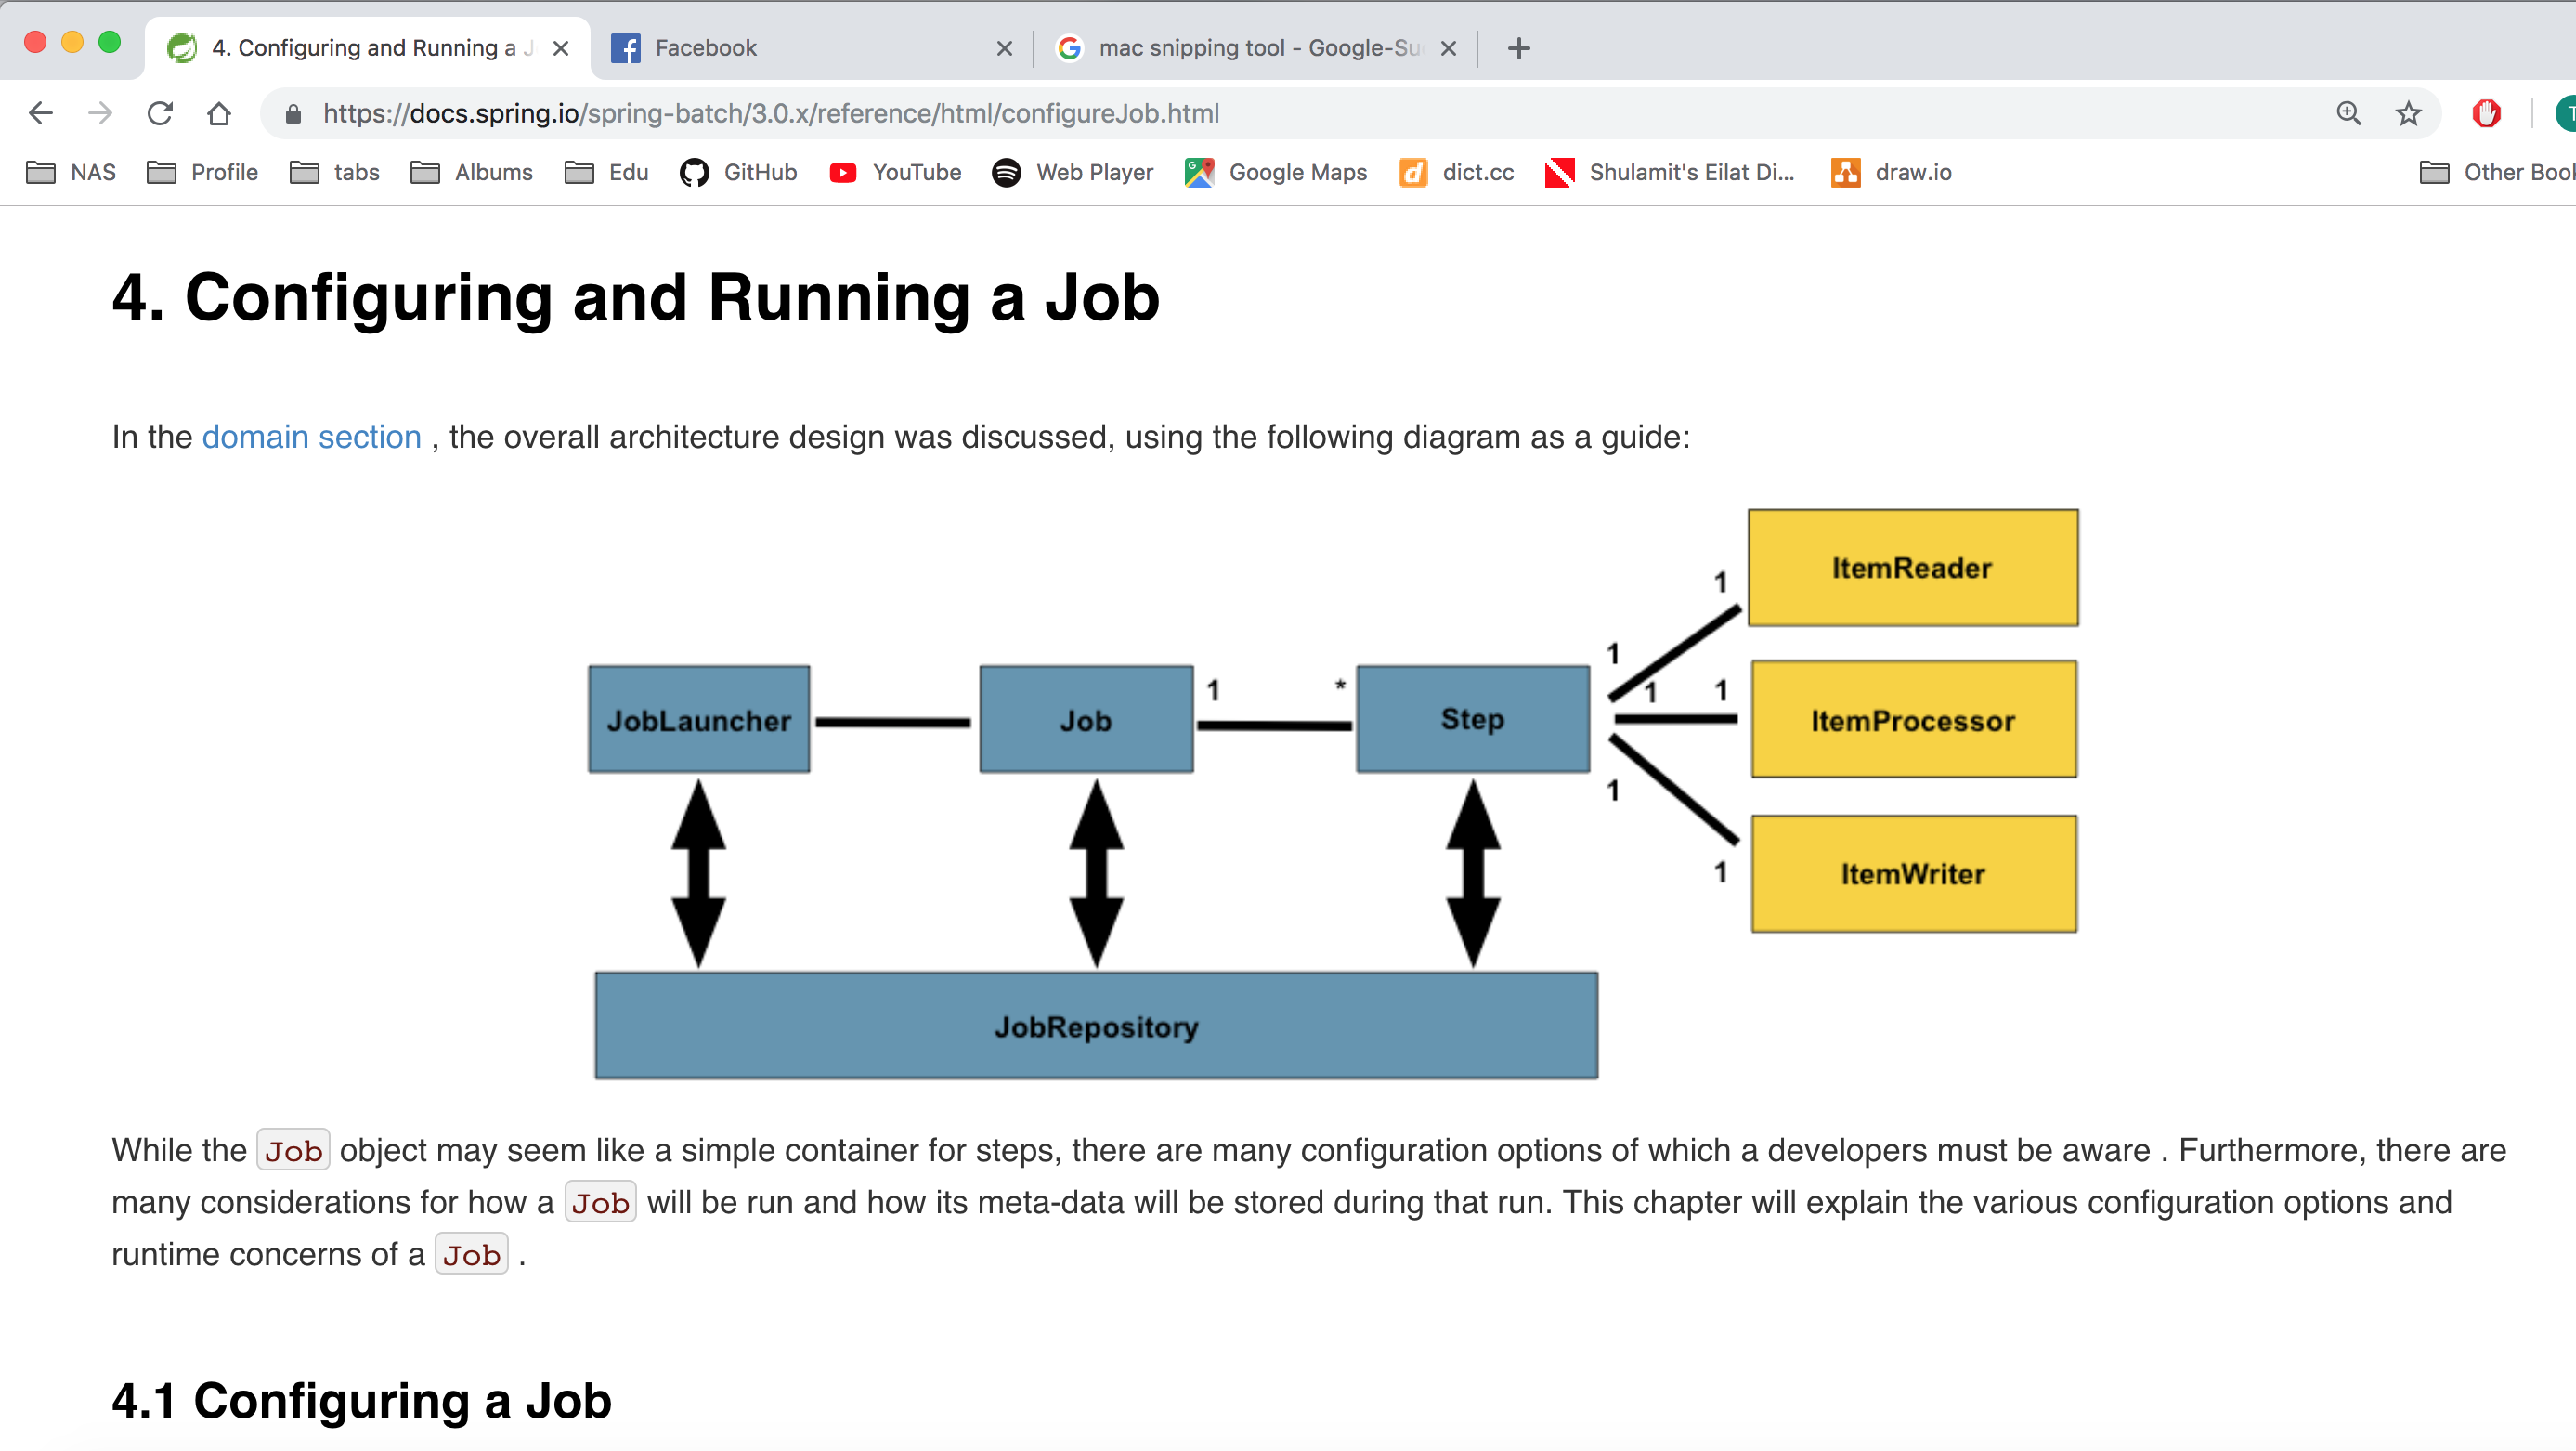 4. Configuring and Running a J
Facebook
mac snipping tool - Google-Su
https://docs.spring.io/spring-batch/3.0.x/reference/html/configureJob.html
T
NAS Profile tabs Albums Edu GitHub YouTube Web Player Google Maps dict.cc Shulamit's Eilat Di... draw.io Other Book
4. Configuring and Running a Job
In the domain section , the overall architecture design was discussed, using the following diagram as a guide:
ItemReader
1
1
JobLauncher
Job
1 *
Step
1 1
ItemProcessor
1
1
ItemWriter
JobRepository
While the Job object may seem like a simple container for steps, there are many configuration options of which a developers must be aware . Furthermore, there are
many considerations for how a Job will be run and how its meta-data will be stored during that run. This chapter will explain the various configuration options and
runtime concerns of a Job .
4.1 Configuring a Job